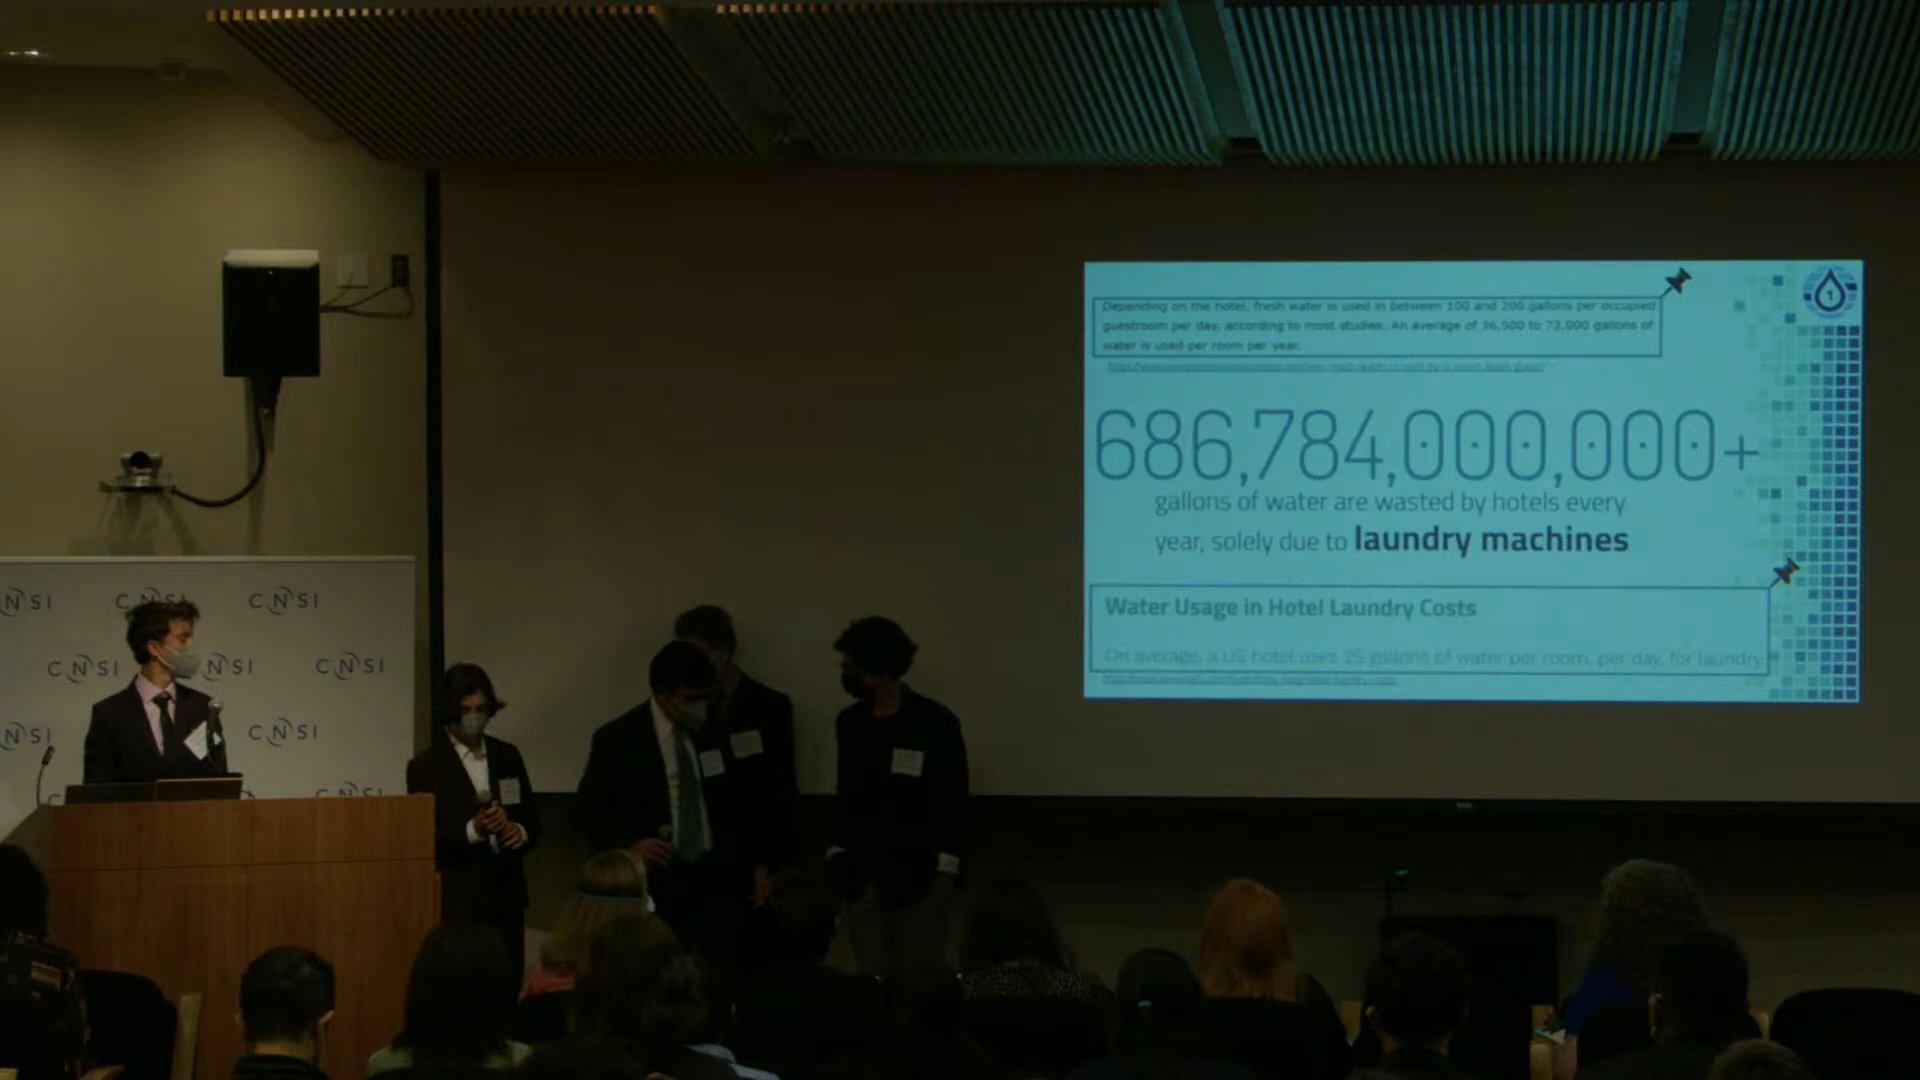 Depending on the hotel, fresh water is used in between 100 and 200 gallons per occupied
guestroom per day, according to most studies. An average of 36,500 to 73,000 gallons of
water is used per room per year.
686,784,000,000+
gallons of water are wasted by hotels every
year, solely due to laundry machines
Water Usage in Hotel Laundry Costs
On average, a US hotel uses 25 gallons of water per room, per day, for laundry.
1
NSI CNSI CNSI
CNSI NSI CNSI
NSI CNSI
CNSI